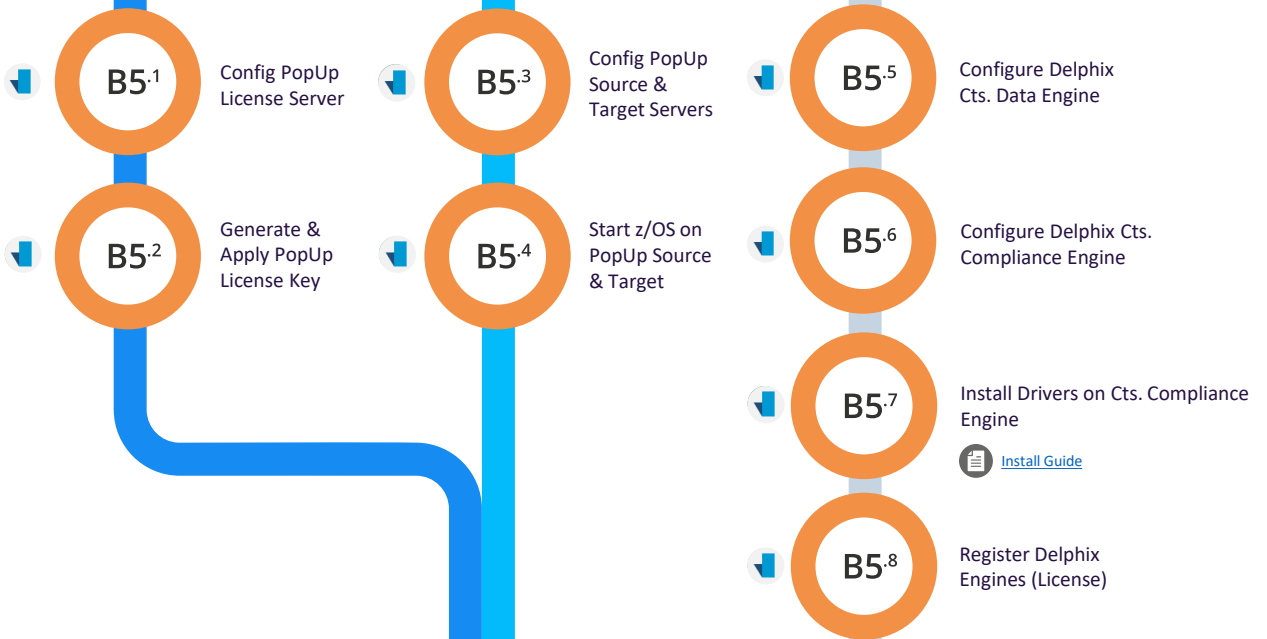 B5.1
Config PopUp
License Server
B5.2
Generate &
Apply PopUp
License Key
B5.3
Config PopUp
Source &
Target Servers
B5.4
Start z/OS on
PopUp Source
& Target
B5.5
Configure Delphix
Cts. Data Engine
B5.6
Configure Delphix Cts.
Compliance Engine
B5.7
Install Drivers on Cts. Compliance
Engine
Install Guide
B5.8
Register Delphix
Engines (License)